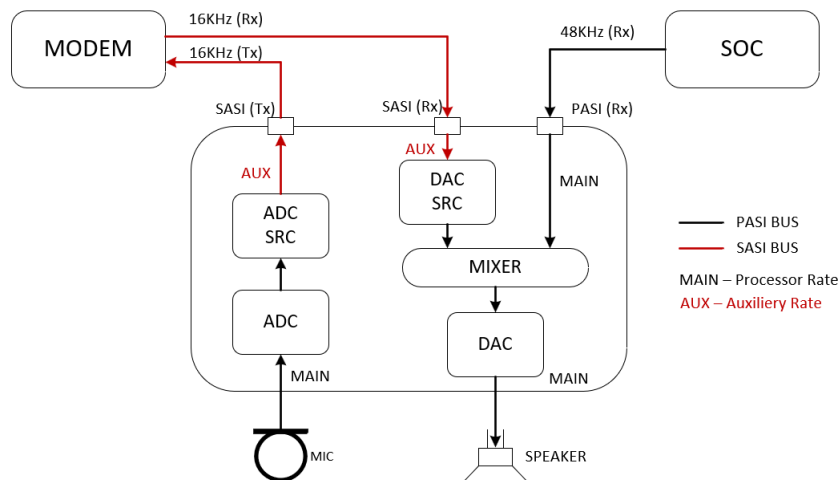 16KHz (Rx)
MODEM
16KHz (Tx)
48KHz (Rx)
SOC
SASI (Tx)
SASI (Rx)
PASI (Rx)
AUX
AUX
MAIN
DAC
SRC
ADC
SRC
MIXER
ADC
DAC
MAIN
MAIN
MIC
SPEAKER
PASI BUS
SASI BUS
MAIN – Processor Rate
AUX – Auxiliery Rate